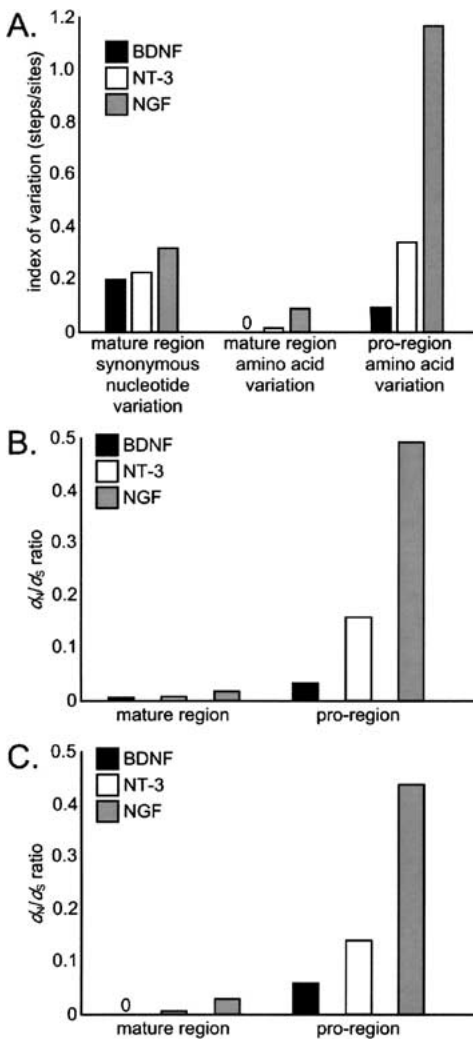 A.
BDNF
NT-3
NGF
index of variation (steps/sites)
1.2
1.0
0.8
0.6
0.4
0.2
0
0
mature region mature region pro-region
synonymous amino acid amino acid
nucleotide variation variation
variation
B.
BDNF
NT-3
NGF
dN/dS ratio
0.5
0.4
0.3
0.2
0.1
0
mature region pro-region
C.
BDNF
NT-3
NGF
dN/dS ratio
0.5
0.4
0.3
0.2
0.1
0
0
mature region pro-region